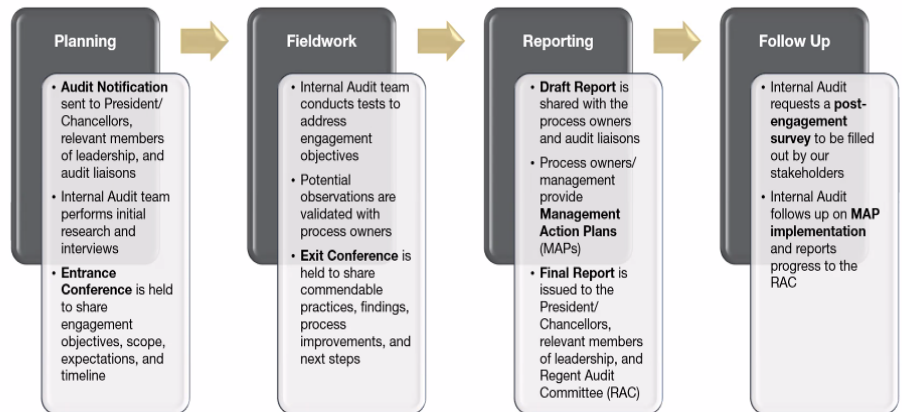 Planning
• Audit Notification
sent to President/
Chancellors,
relevant members
of leadership, and
audit liaisons
• Internal Audit team
performs initial
research and
interviews
• Entrance
Conference is held
to share
engagement
objectives, scope,
expectations, and
timeline
Fieldwork
• Internal Audit team
conducts tests to
address
engagement
objectives
• Potential
observations are
validated with
process owners
• Exit Conference is
held to share
commendable
practices, findings,
process
improvements, and
next steps
Reporting
• Draft Report is
shared with the
process owners
and audit liaisons
• Process owners/
management
provide
Management
Action Plans
(MAPs)
• Final Report is
issued to the
President/
Chancellors,
relevant members
of leadership, and
Regent Audit
Committee (RAC)
Follow Up
• Internal Audit
requests a post-
engagement
survey to be filled
out by our
stakeholders
• Internal Audit
follows up on MAP
implementation
and reports
progress to the
RAC